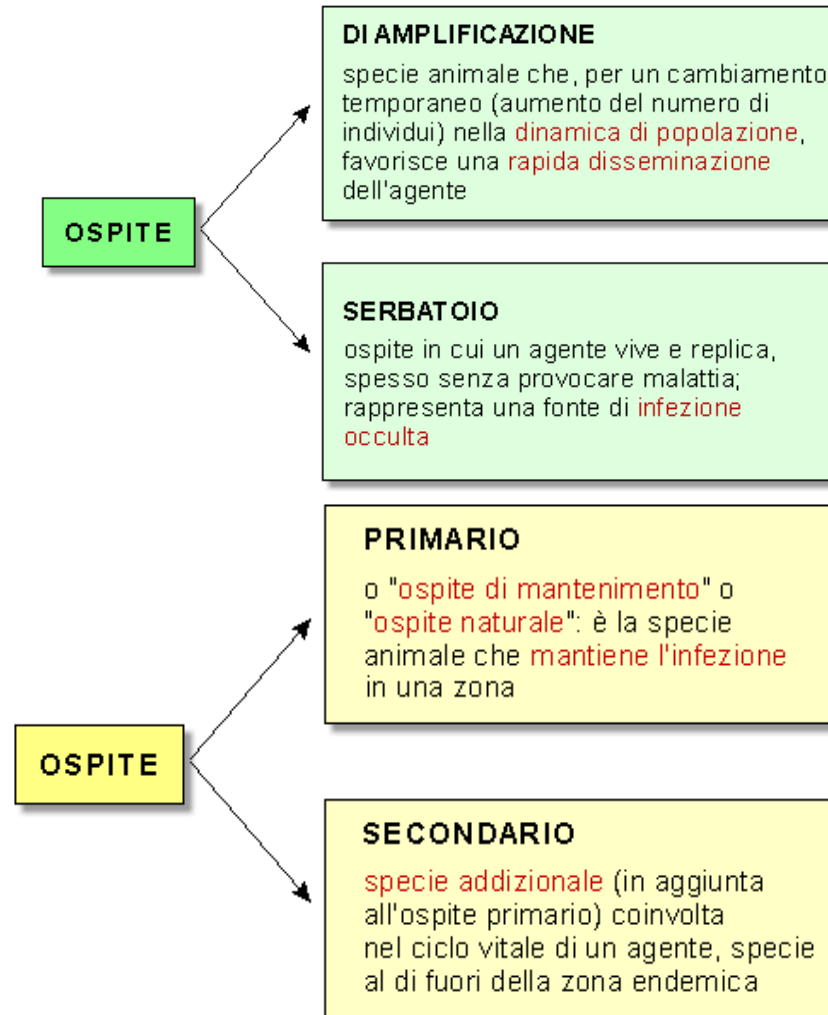 DI AMPLIFICAZIONE
specie animale che, per un cambiamento
temporaneo (aumento del numero di
individui) nella dinamica di popolazione,
favorisce una rapida disseminazione
dell'agente
OSPITE
SERBATOIO
ospite in cui un agente vive e replica,
spesso senza provocare malattia;
rappresenta una fonte di infezione
occulta
PRIMARIO
o "ospite di mantenimento" o
"ospite naturale": è la specie
animale che mantiene l'infezione
in una zona
OSPITE
SECONDARIO
specie addizionale (in aggiunta
all'ospite primario) coinvolta
nel ciclo vitale di un agente, specie
al di fuori della zona endemica